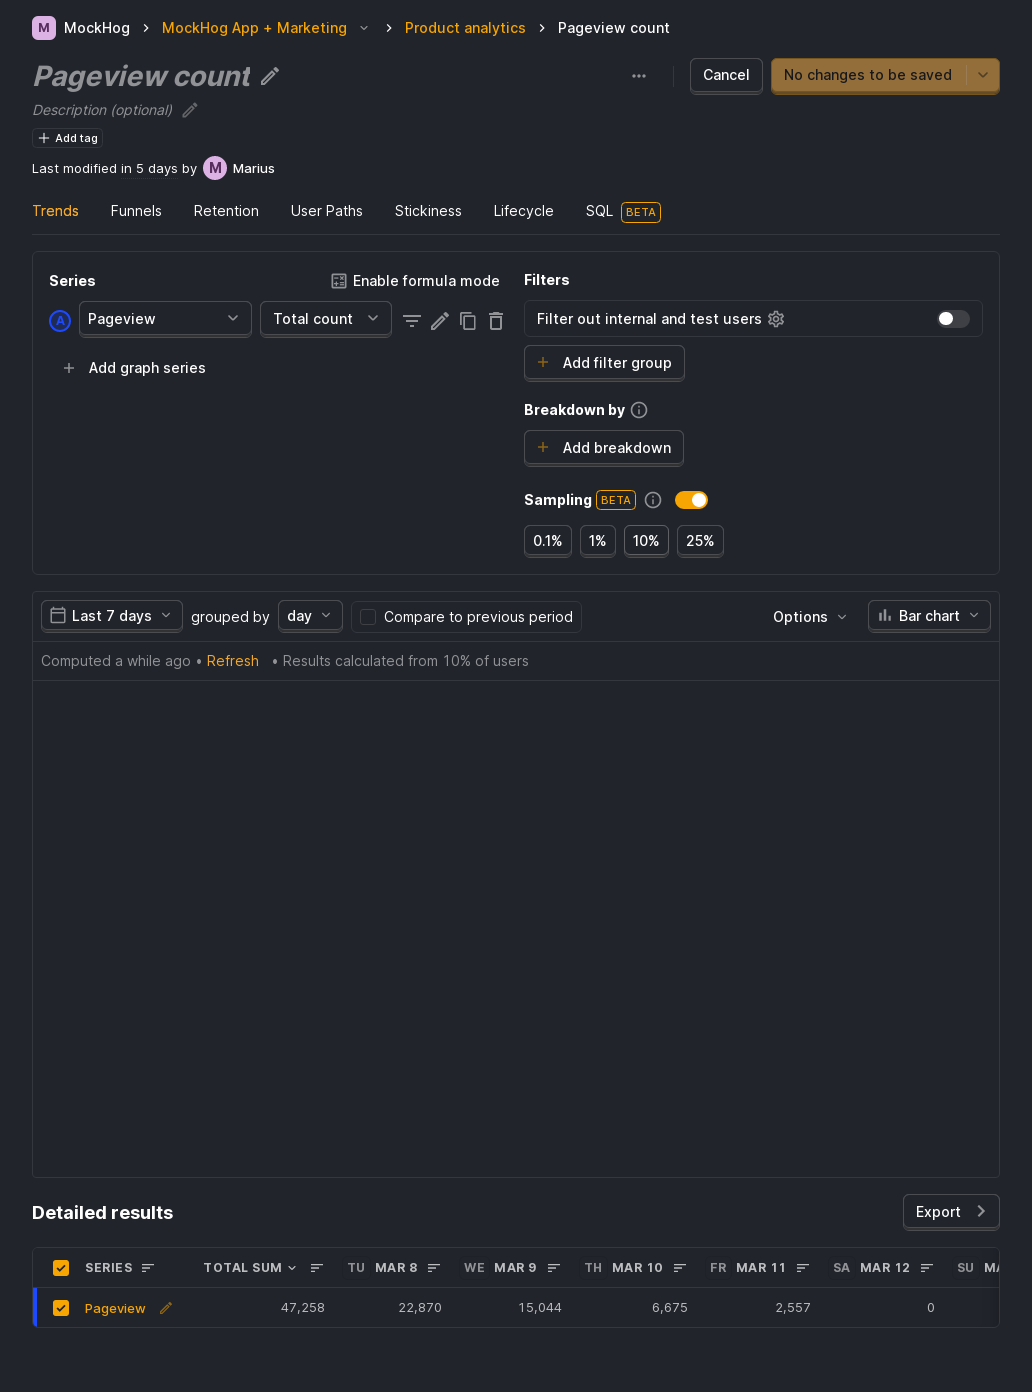 M MockHog MockHog App + Marketing Product analytics Pageview count
Pageview count
Cancel
No changes to be saved
Description (optional)
Add tag
Last modified in 5 days by M Marius
Trends Funnels Retention User Paths Stickiness Lifecycle SQL BETA
Series
Enable formula mode
A Pageview Total count
Add graph series
Filters
Filter out internal and test users
Add filter group
Breakdown by
Add breakdown
Sampling BETA
0.1% 1% 10% 25%
Last 7 days grouped by day Compare to previous period Options Bar chart
Computed a while ago • Refresh • Results calculated from 10% of users
Detailed results
Export
SERIES TOTAL SUM TU MAR 8 WE MAR 9 TH MAR 10 FR MAR 11 SA MAR 12 SU
Pageview 47,258 22,870 15,044 6,675 2,557 0